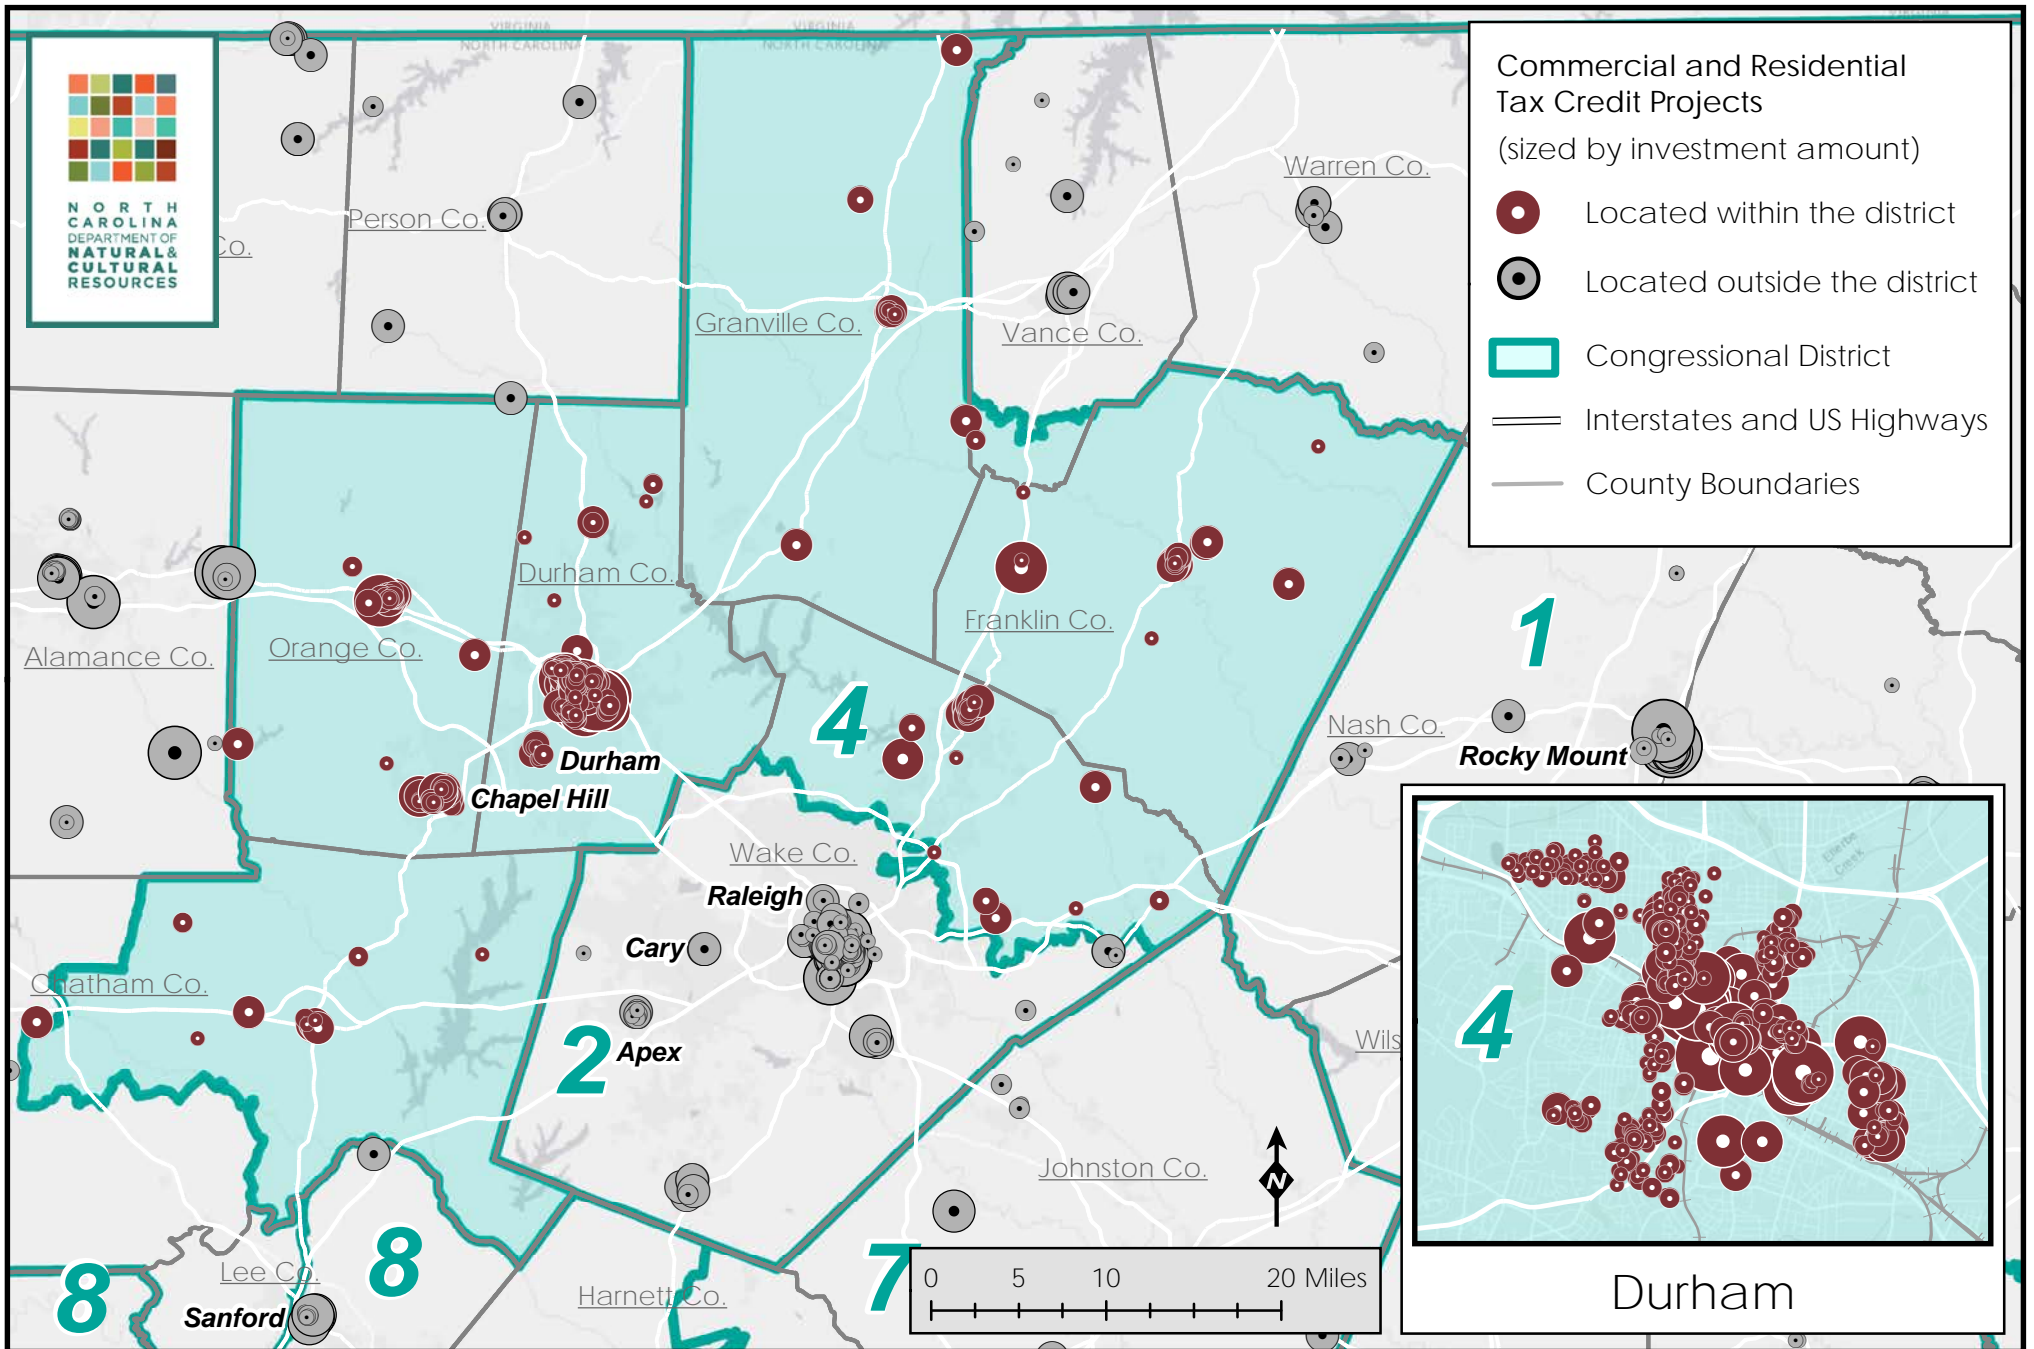 VIRGINIA
NORTH CAROLINA
VIRGINIA
NORTH CAROLINA
VIRGINIA
NORTH
CAROLINA
DEPARTMENT OF
NATURAL &
CULTURAL
RESOURCES
Commercial and Residential
Tax Credit Projects
(sized by investment amount)
Located within the district
Located outside the district
Congressional District
Interstates and US Highways
County Boundaries
Co.
Person Co.
Granville Co.
Vance Co.
Warren Co.
Durham Co.
Orange Co.
Alamance Co.
Franklin Co.
1
4
Nash Co.
Rocky Mount
Durham
Chapel Hill
Wake Co.
Raleigh
Cary
Chatham Co.
2
Apex
Wils
Johnston Co.
N
8
8
7
Lee Co.
Sanford
Harnett Co.
0 5 10 20 Miles
Ellerbe
Creek
4
Durham